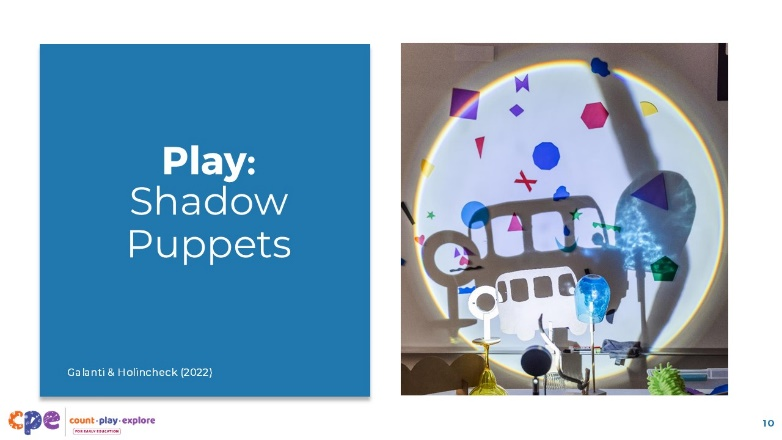 Play:
Shadow
Puppets
Galanti & Holincheck (2022)
cpe
count·play·explore
FOR EARLY EDUCATION
10